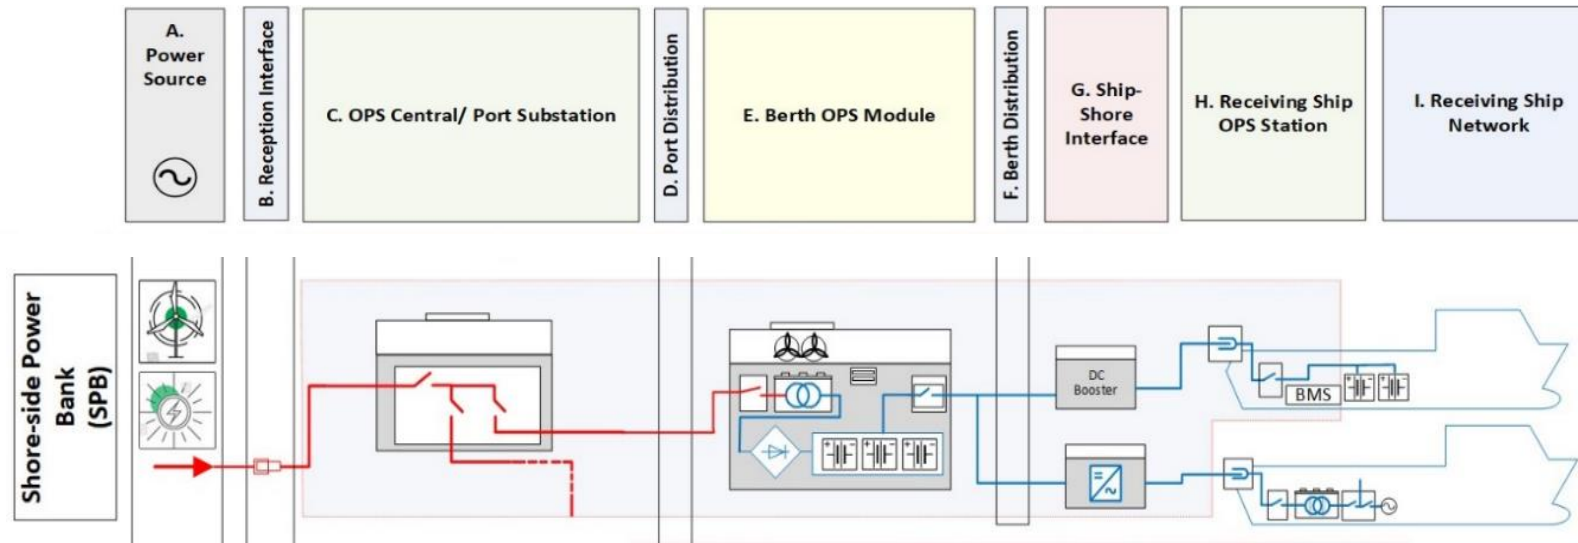 A.
Power
Source
B. Reception Interface
C. OPS Central/ Port Substation
D. Port Distribution
E. Berth OPS Module
F. Berth Distribution
G. Ship-
Shore
Interface
H. Receiving Ship
OPS Station
I. Receiving Ship
Network
Shore-side Power
Bank
(SPB)
DC
Booster
BMS